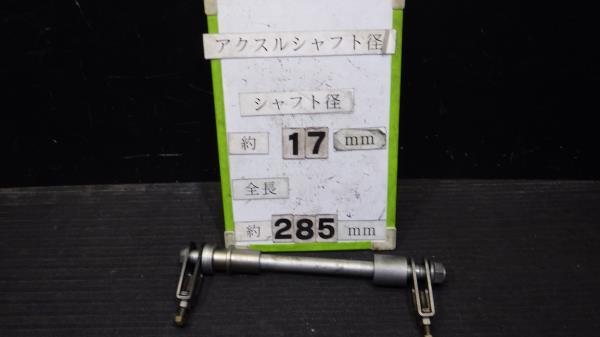 アクスルシャフト径
シャフト径
約 17 mm
全長
約 285 mm